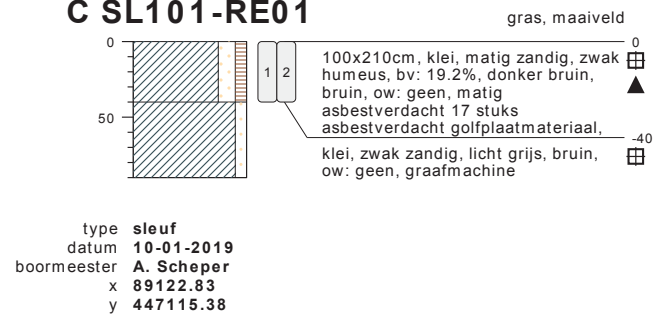 C SL101-RE01
gras, maaiveld
0
0
1 2
100x210cm, klei, matig zandig, zwak
humeus, bv: 19.2%, donker bruin,
bruin, ow: geen, matig
asbestverdacht 17 stuks
asbestverdacht golfplaatmateriaal,
-40
50
klei, zwak zandig, licht grijs, bruin,
ow: geen, graafmachine
type sleuf
datum 10-01-2019
boormeester A. Scheper
x 89122.83
y 447115.38